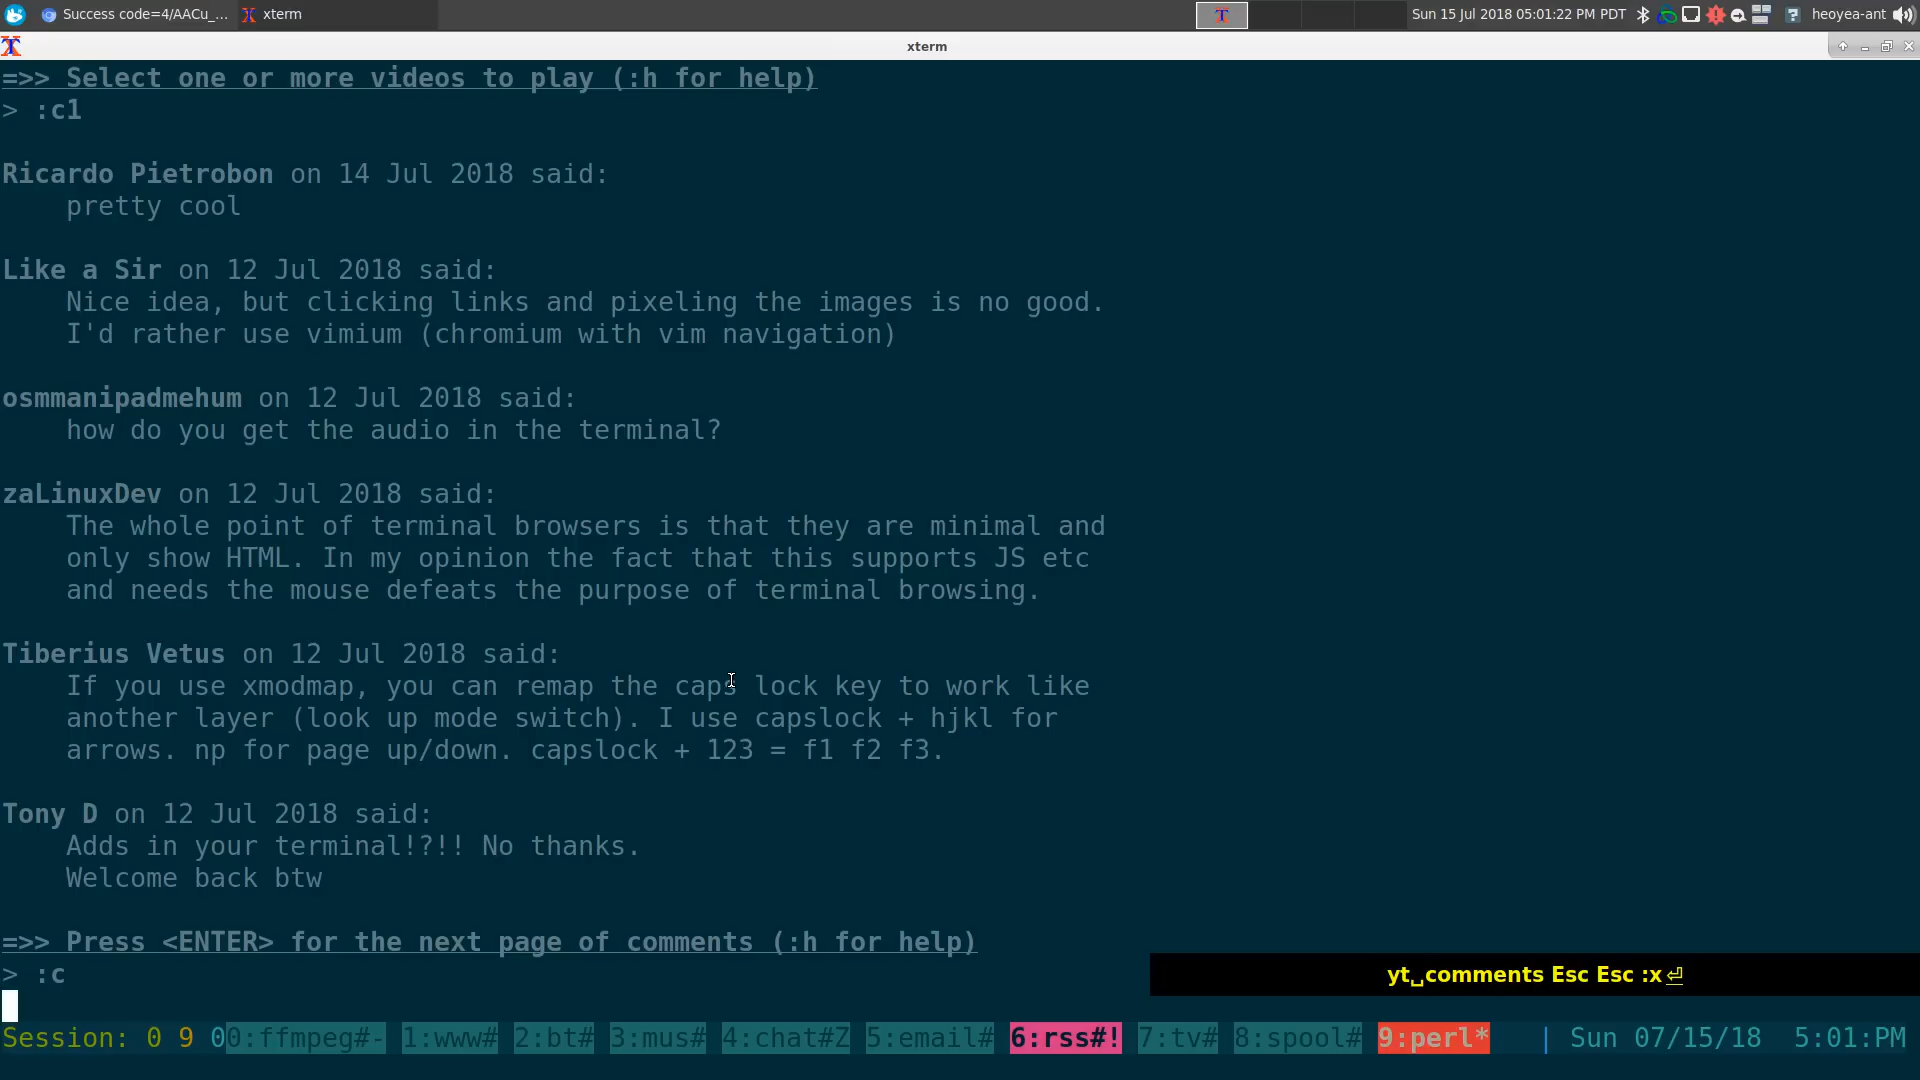 Success code=4/AACu_... xterm Sun 15 Jul 2018 05:01:22 PM PDT heoyea-ant
xterm
=>> Select one or more videos to play (:h for help)
> :c1
Ricardo Pietrobon on 14 Jul 2018 said:
pretty cool
Like a Sir on 12 Jul 2018 said:
Nice idea, but clicking links and pixeling the images is no good.
I'd rather use vimium (chromium with vim navigation)
osmmanipadmehum on 12 Jul 2018 said:
how do you get the audio in the terminal?
zaLinuxDev on 12 Jul 2018 said:
The whole point of terminal browsers is that they are minimal and
only show HTML. In my opinion the fact that this supports JS etc
and needs the mouse defeats the purpose of terminal browsing.
Tiberius Vetus on 12 Jul 2018 said:
If you use xmodmap, you can remap the caps lock key to work like
another layer (look up mode switch). I use capslock + hjkl for
arrows. np for page up/down. capslock + 123 = f1 f2 f3.
Tony D on 12 Jul 2018 said:
Adds in your terminal!?!! No thanks.
Welcome back btw
=>> Press <ENTER> for the next page of comments (:h for help)
> :c
yt␣comments Esc Esc :x⏎
Session: 0 9 00:ffmpeg#- 1:www# 2:bt# 3:mus# 4:chat#Z 5:email# 6:rss#! 7:tv# 8:spool# 9:perl* | Sun 07/15/18 5:01:PM